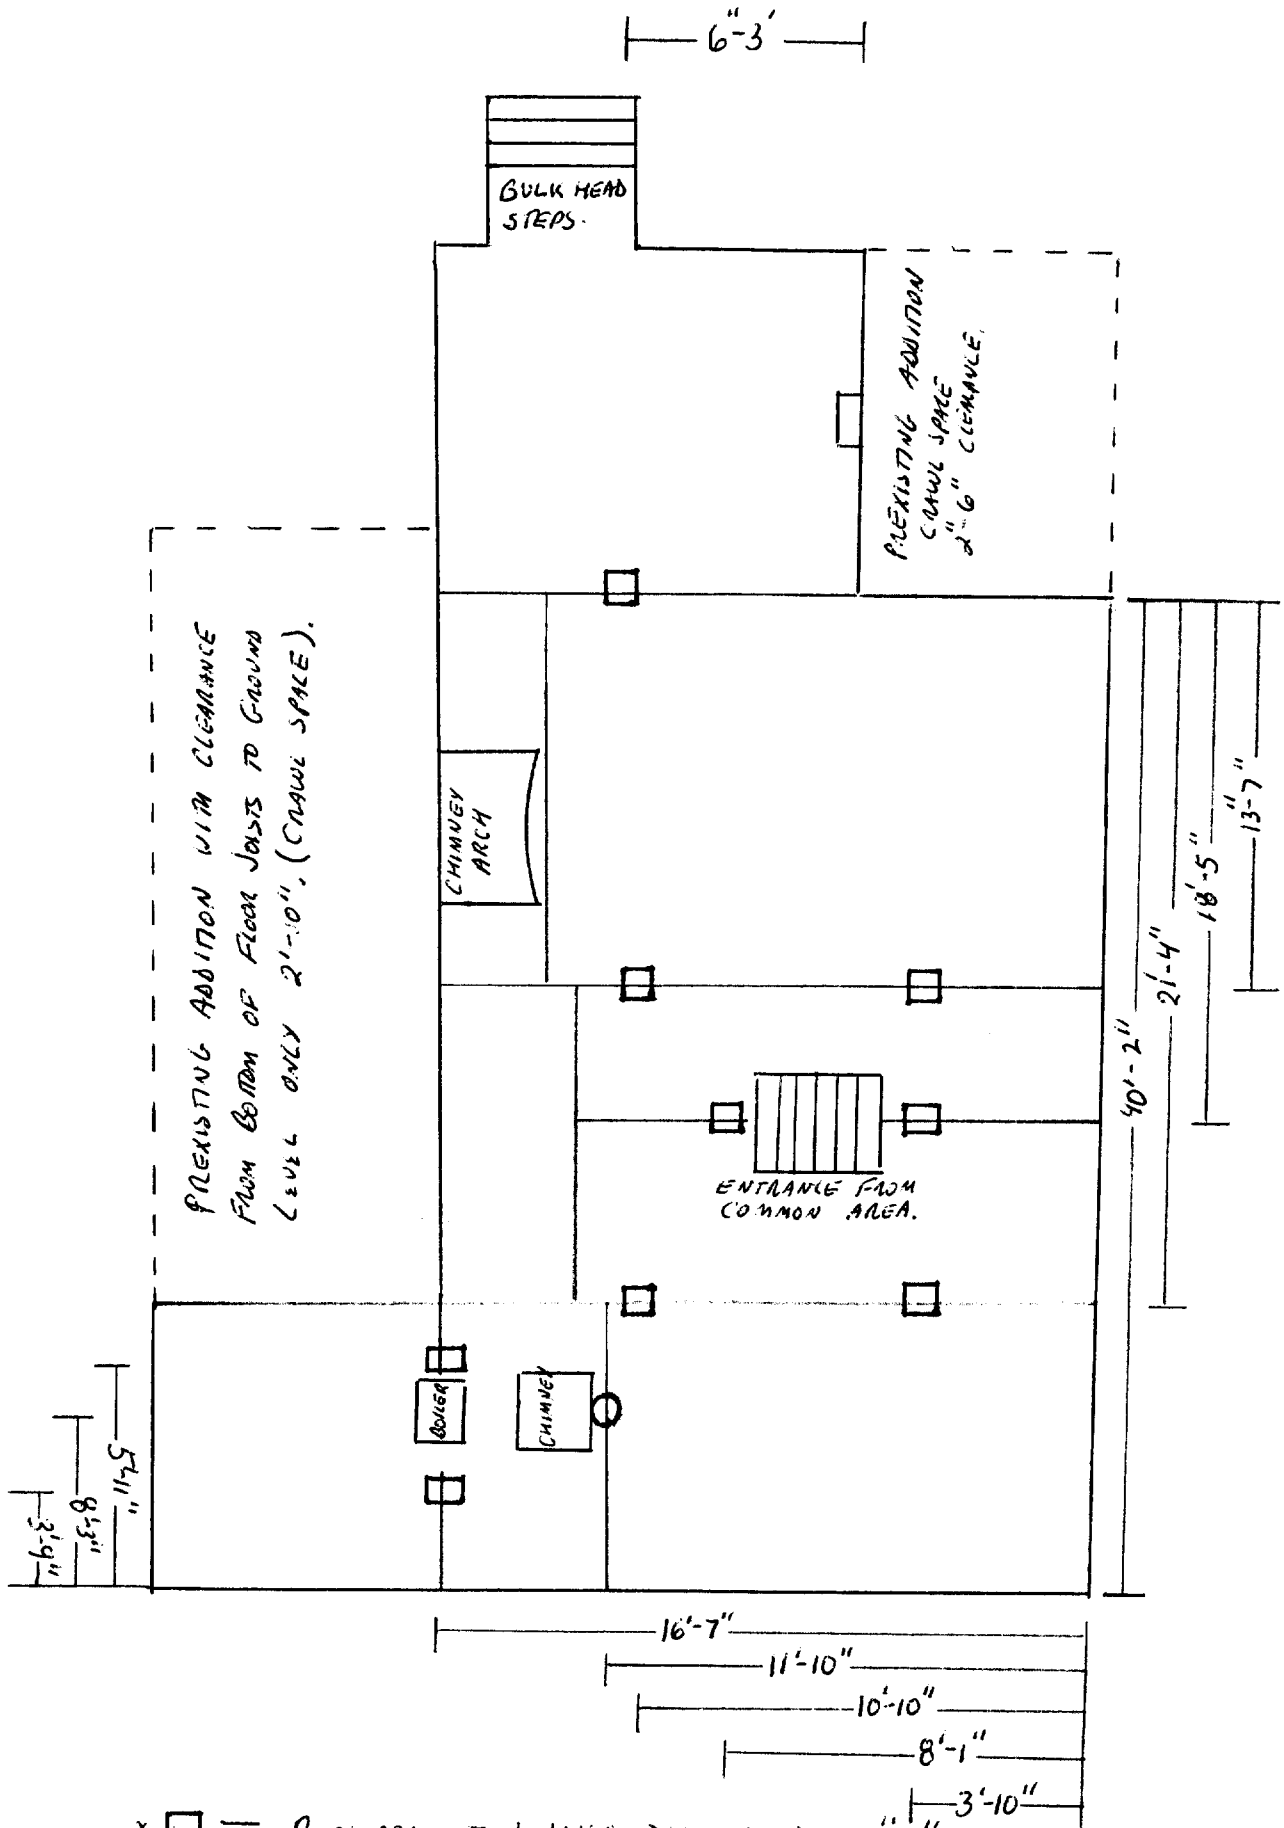 6"-3'
BULK HEAD
STEPS.
PREXISTING ADDITION
CRAWL SPACE
2"-6" CLEARANCE.
PREXISTING ADDITION WITH CLEARANCE
FROM BOTTOM OF FLOOR JOISTS TO GROUND
LEVEL ONLY 2'-10". (CRAWL SPACE).
CHIMNEY
ARCH
13"-7"
18'-5"
21'-4"
40'-2"
ENTRANCE FROM
COMMON AREA.
BOILER
CHIMNEY
5'-11"
8'-3"
3'-9"
16'-7"
11'-10"
10'-10"
8'-1"
3'-10"